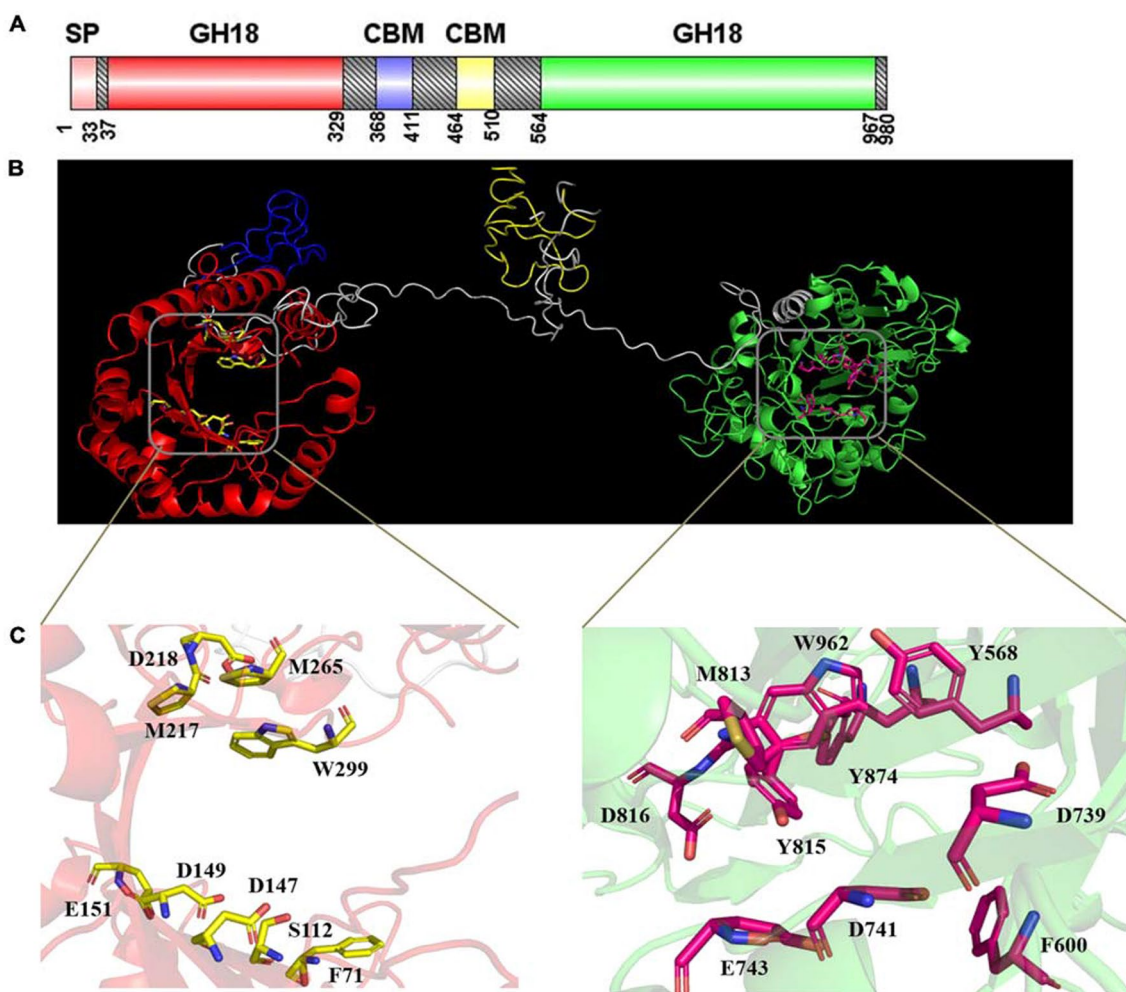 A
SP GH18 CBM CBM GH18
1 33 37 329 368 411 464 510 564 967 980
B
C
D218 M265
M217
W299
D149 D147
E151 S112
F71
W962 Y568
M813
Y874
D816 D739
Y815
D741
E743 F600